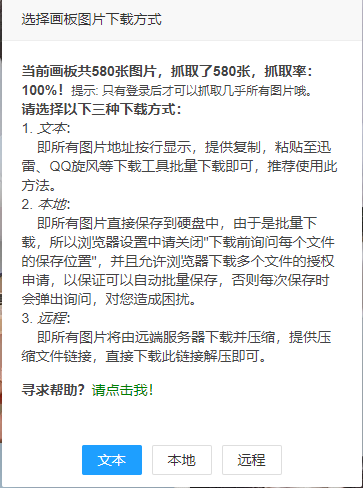 选择画板图片下载方式
当前画板共580张图片，抓取了580张，抓取率：
100%！提示: 只有登录后才可以抓取几乎所有图片哦。
请选择以下三种下载方式：
1. 文本：
即所有图片地址按行显示，提供复制，粘贴至迅
雷、QQ旋风等下载工具批量下载即可，推荐使用此
方法。
2. 本地：
即所有图片直接保存到硬盘中，由于是批量下
载，所以浏览器设置中请关闭"下载前询问每个文件
的保存位置"，并且允许浏览器下载多个文件的授权
申请，以保证可以自动批量保存，否则每次保存时
会弹出询问，对您造成困扰。
3. 远程：
即所有图片将由远端服务器下载并压缩，提供压
缩文件链接，直接下载此链接解压即可。
寻求帮助？请点击我！
文本 本地 远程